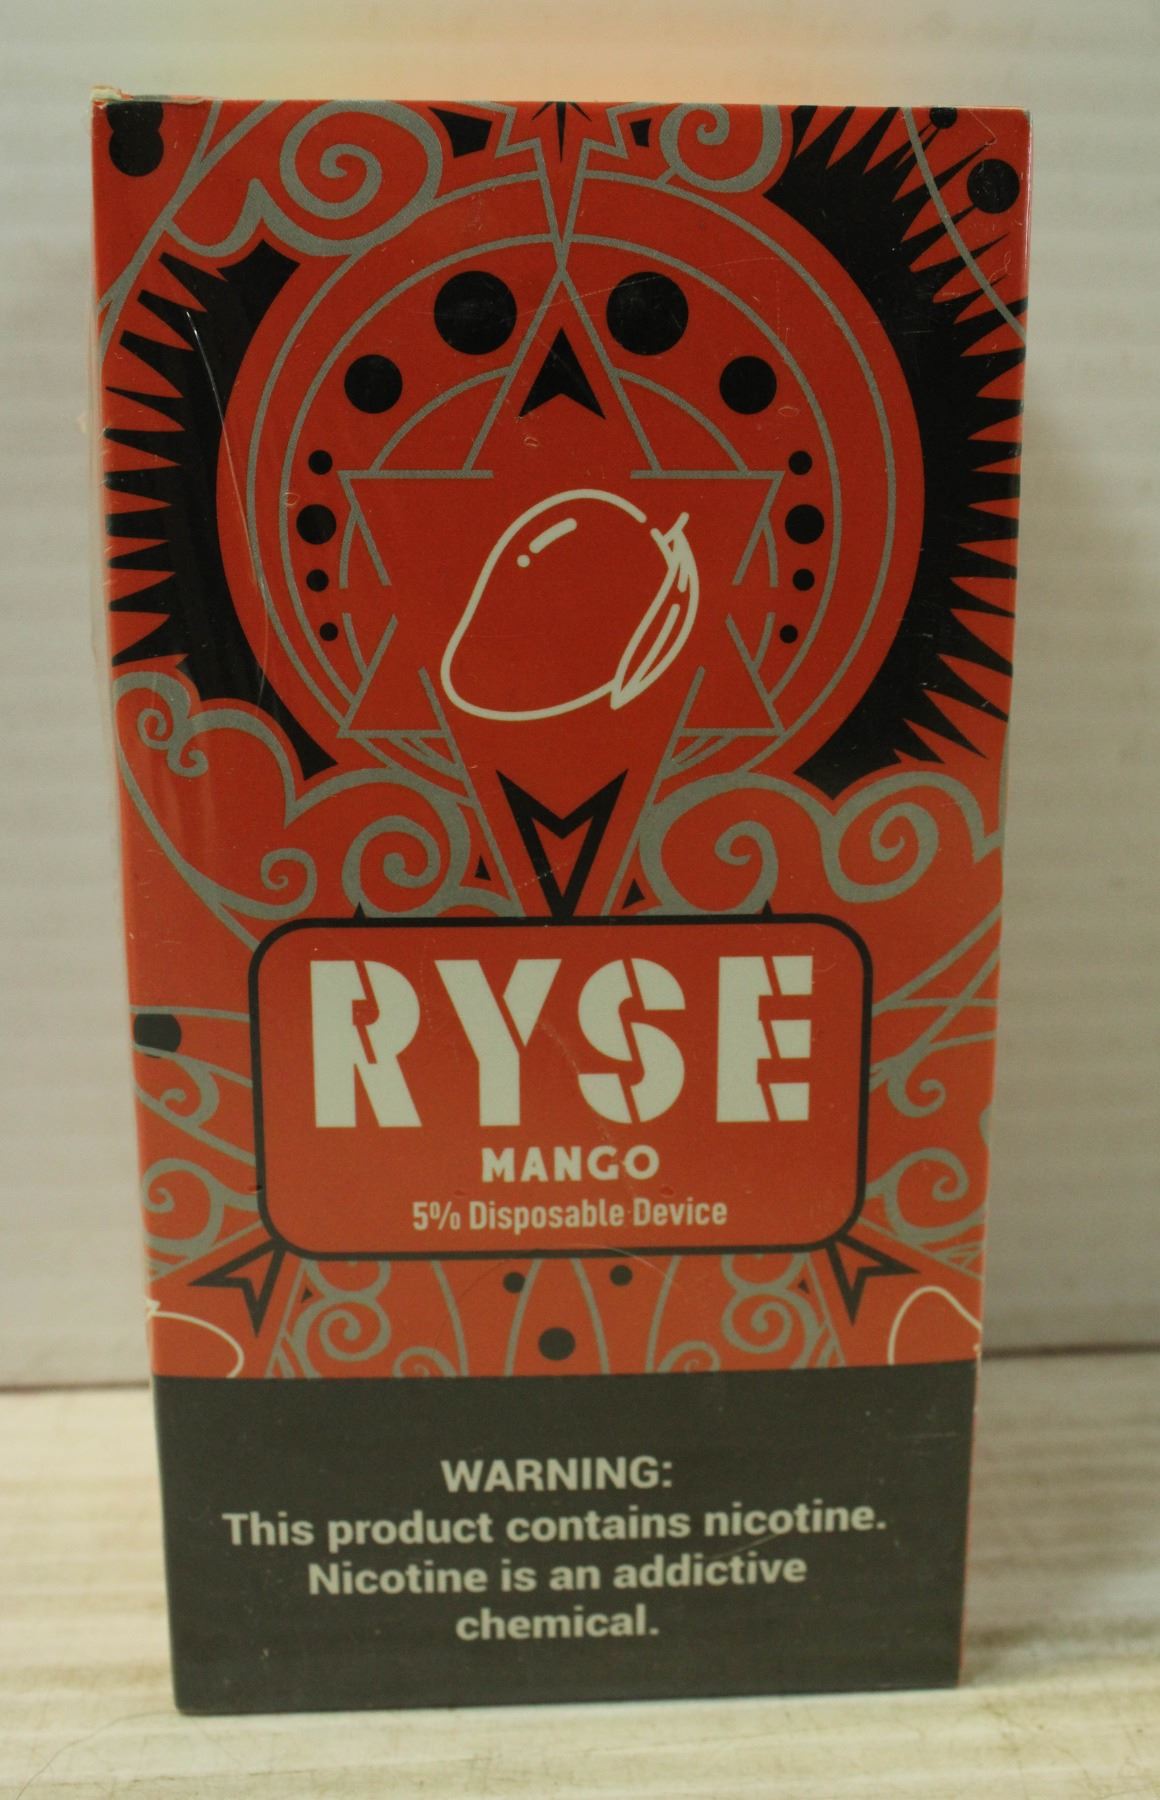 RYSE
MANGO
5% Disposable Device
WARNING:
This product contains nicotine.
Nicotine is an addictive
chemical.